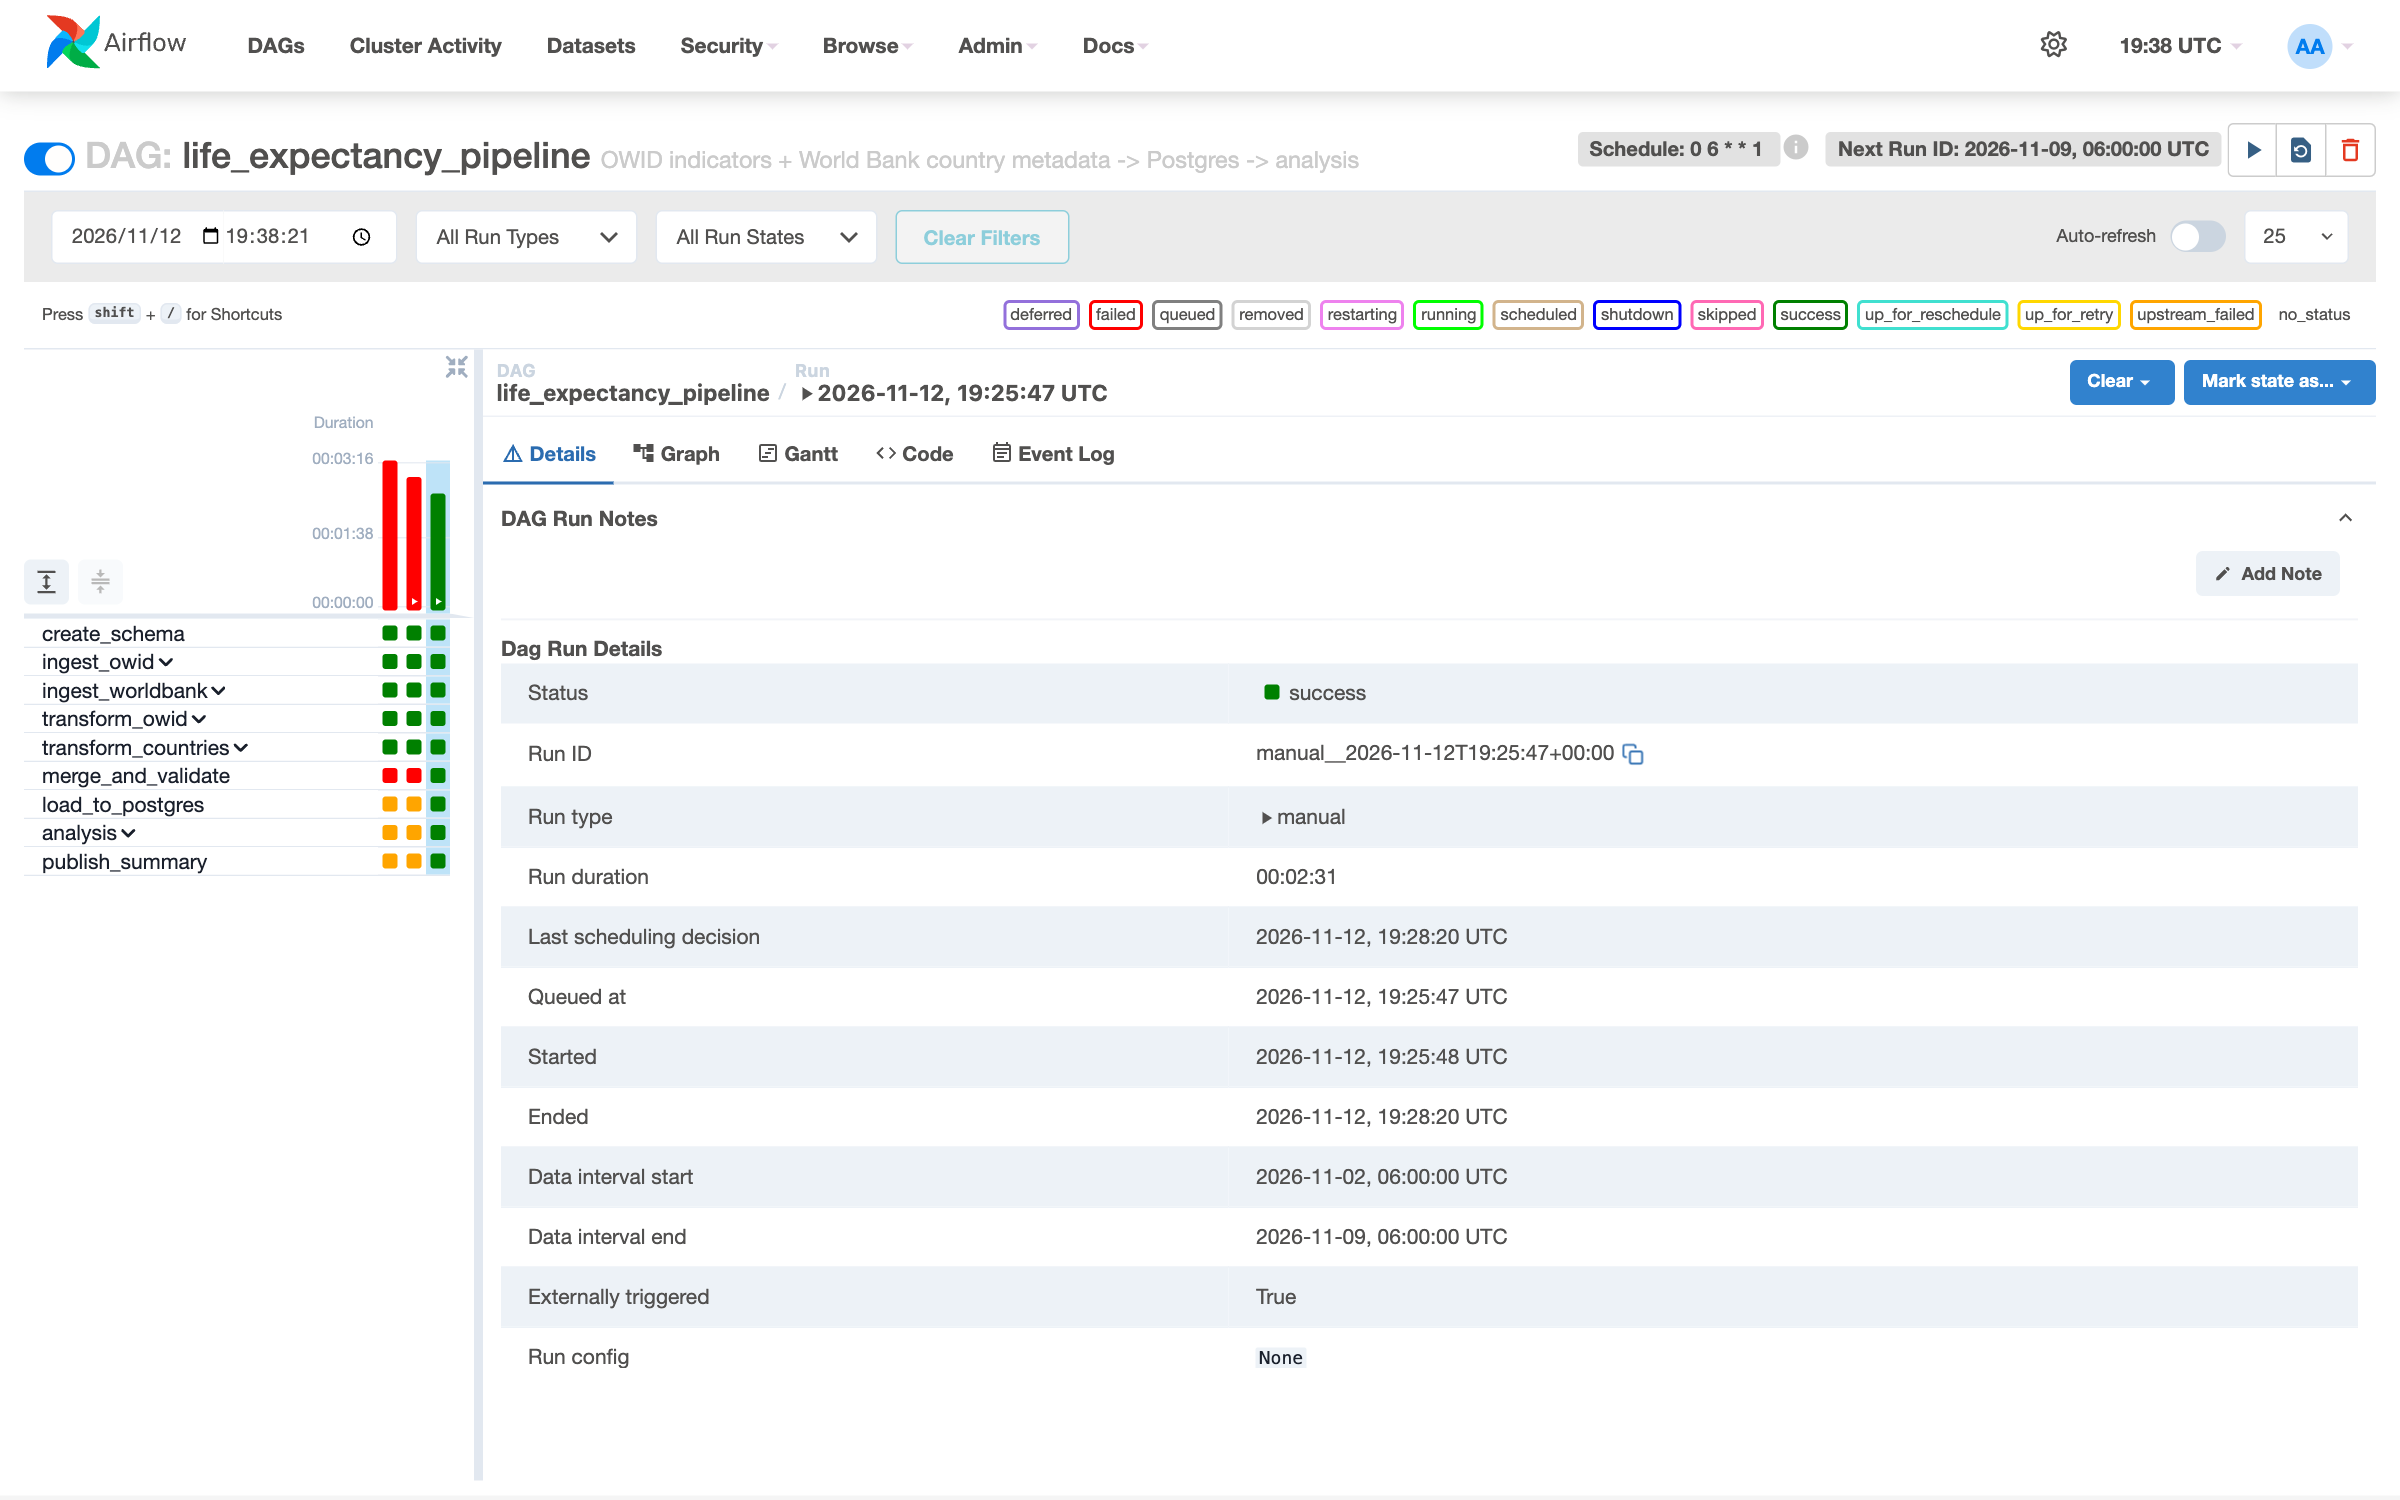 Airflow DAGs Cluster Activity Datasets Security Browse Admin Docs 19:38 UTC AA
DAG: life_expectancy_pipeline OWID indicators + World Bank country metadata -> Postgres -> analysis Schedule: 0 6 * * 1 i Next Run ID: 2026-11-09, 06:00:00 UTC
2026/11/12 19:38:21 All Run Types All Run States Clear Filters Auto-refresh 25
Press shift + / for Shortcuts deferred failed queued removed restarting running scheduled shutdown skipped success up_for_reschedule up_for_retry upstream_failed no_status
Duration
00:03:16
00:01:38
00:00:00
create_schema
ingest_owid
ingest_worldbank
transform_owid
transform_countries
merge_and_validate
load_to_postgres
analysis
publish_summary
DAG Run
life_expectancy_pipeline / 2026-11-12, 19:25:47 UTC Clear Mark state as...
Details Graph Gantt Code Event Log
DAG Run Notes
Add Note
Dag Run Details
Status success
Run ID manual__2026-11-12T19:25:47+00:00
Run type manual
Run duration 00:02:31
Last scheduling decision 2026-11-12, 19:28:20 UTC
Queued at 2026-11-12, 19:25:47 UTC
Started 2026-11-12, 19:25:48 UTC
Ended 2026-11-12, 19:28:20 UTC
Data interval start 2026-11-02, 06:00:00 UTC
Data interval end 2026-11-09, 06:00:00 UTC
Externally triggered True
Run config None